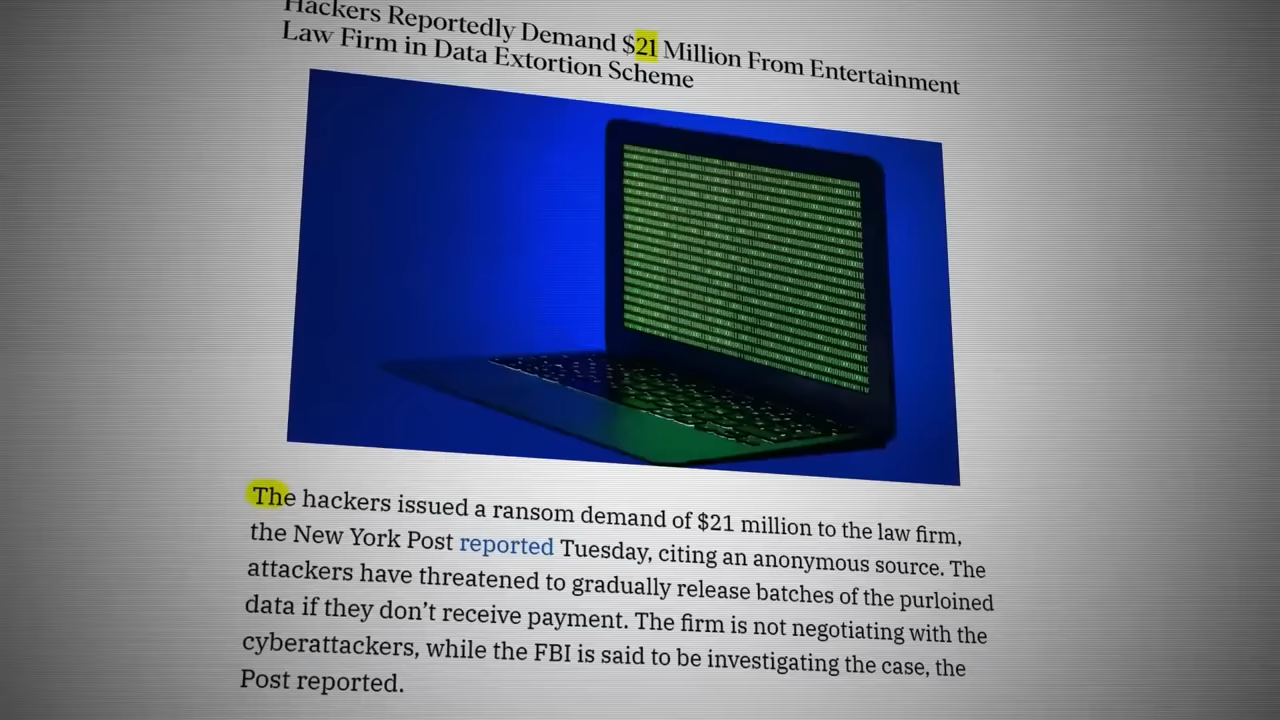 Hackers Reportedly Demand $21 Million From Entertainment
Law Firm in Data Extortion Scheme
The hackers issued a ransom demand of $21 million to the law firm,
the New York Post reported Tuesday, citing an anonymous source. The
attackers have threatened to gradually release batches of the purloined
data if they don’t receive payment. The firm is not negotiating with the
cyberattackers, while the FBI is said to be investigating the case, the
Post reported.